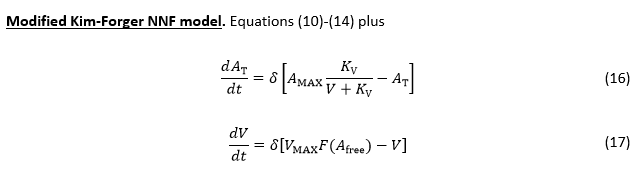 Modified Kim-Forger NNF model. Equations (10)-(14) plus
dA_T/dt = δ[A_MAX K_V/(V + K_V) − A_T] (16)
dV/dt = δ[V_MAX F(A_free) − V] (17)